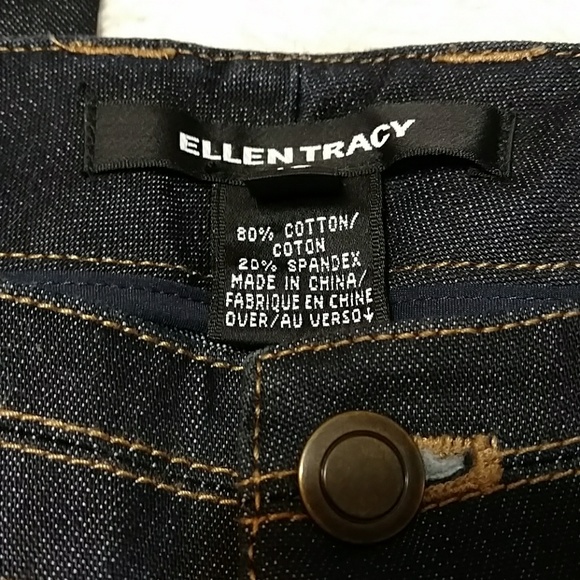 ELLEN TRACY
80% COTTON/
COTON
20% SPANDEX
MADE IN CHINA/
FABRIQUE EN CHINE
OVER/AU VERSO↓